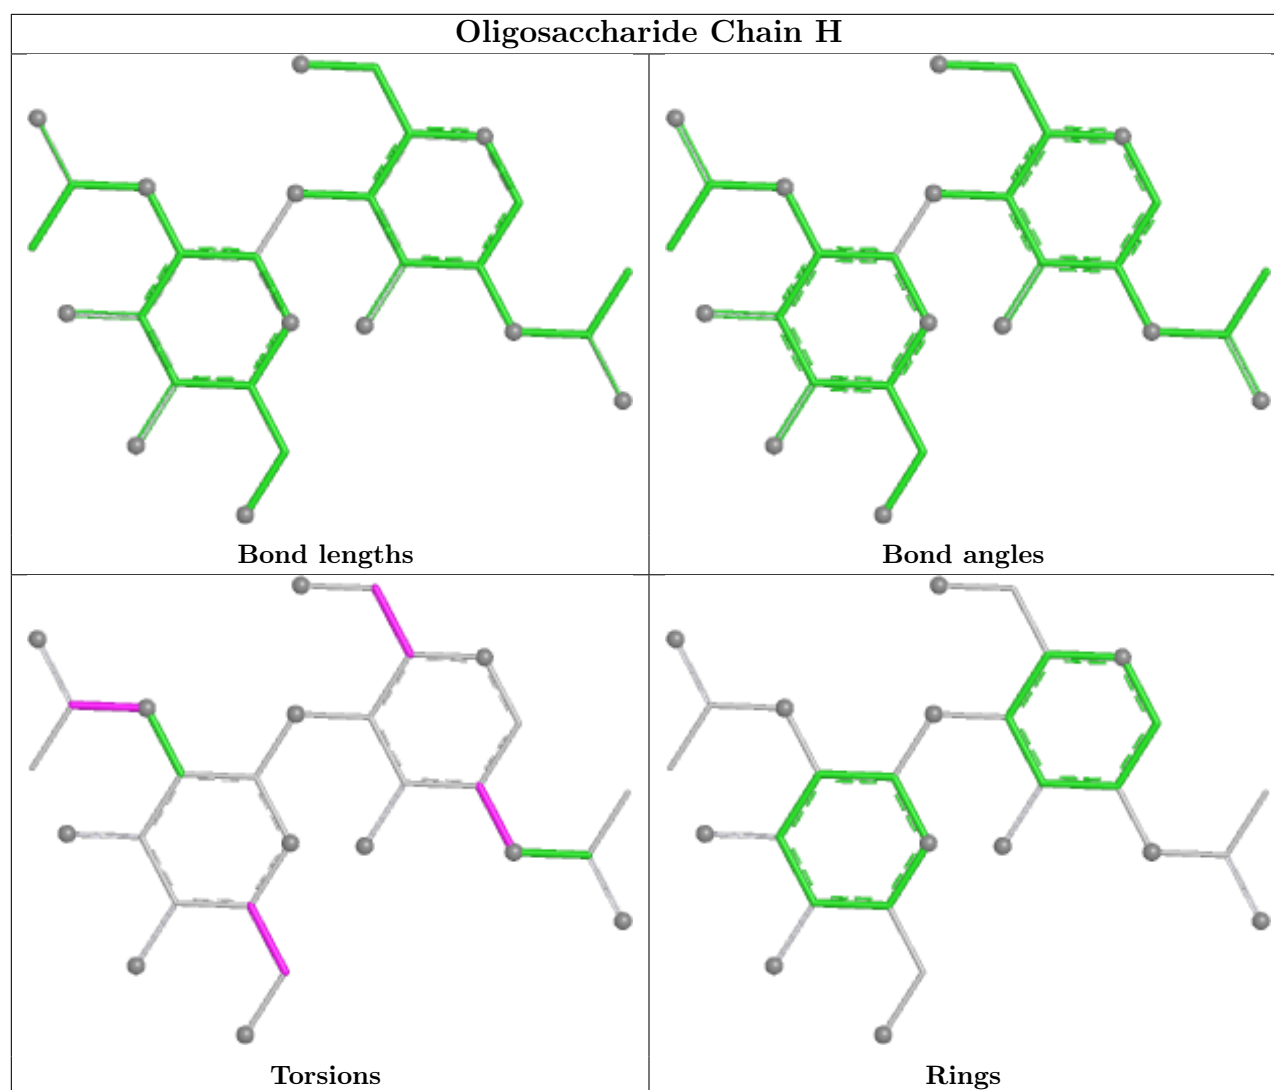 Oligosaccharide Chain H
Bond lengths
Bond angles
Torsions
Rings